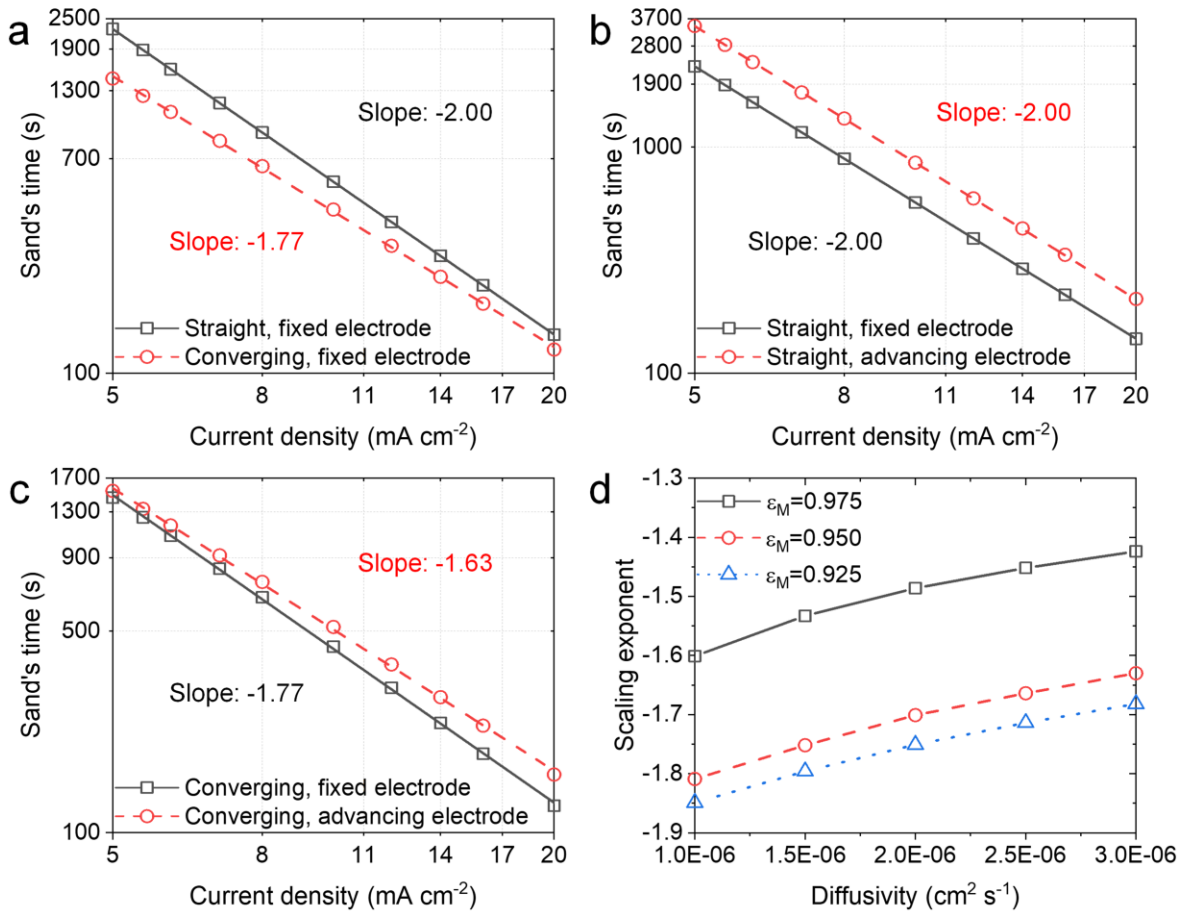 a
2500
1900
1300
700
100
Sand's time (s)
Slope: -2.00
Slope: -1.77
Straight, fixed electrode
Converging, fixed electrode
5 8 11 14 17 20
Current density (mA cm⁻²)
b
3700
2800
1900
1000
100
Sand's time (s)
Slope: -2.00
Slope: -2.00
Straight, fixed electrode
Straight, advancing electrode
5 8 11 14 17 20
Current density (mA cm⁻²)
c
1700
1300
900
500
100
Sand's time (s)
Slope: -1.63
Slope: -1.77
Converging, fixed electrode
Converging, advancing electrode
5 8 11 14 17 20
Current density (mA cm⁻²)
d
-1.3
-1.4
-1.5
-1.6
-1.7
-1.8
-1.9
Scaling exponent
ε_M=0.975
ε_M=0.950
ε_M=0.925
1.0E-06 1.5E-06 2.0E-06 2.5E-06 3.0E-06
Diffusivity (cm² s⁻¹)